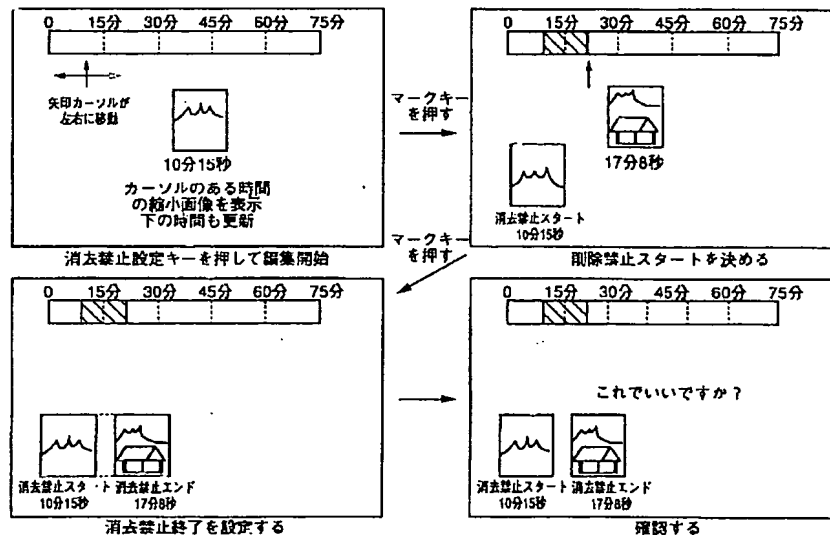 0 15分 30分 45分 60分 75分
矢印カーソルが
左右に移動
10分15秒
カーソルのある時間
の縮小画像を表示
下の時間も更新
消去禁止設定キーを押して編集開始
マークキー
を押す
0 15分 30分 45分 60分 75分
17分8秒
消去禁止スタート
10分15秒
削除禁止スタートを決める
マークキー
を押す
0 15分 30分 45分 60分 75分
消去禁止スタート 消去禁止エンド
10分15秒 17分8秒
消去禁止終了を設定する
0 15分 30分 45分 60分 75分
これでいいですか？
消去禁止スタート 消去禁止エンド
10分15秒 17分8秒
確認する